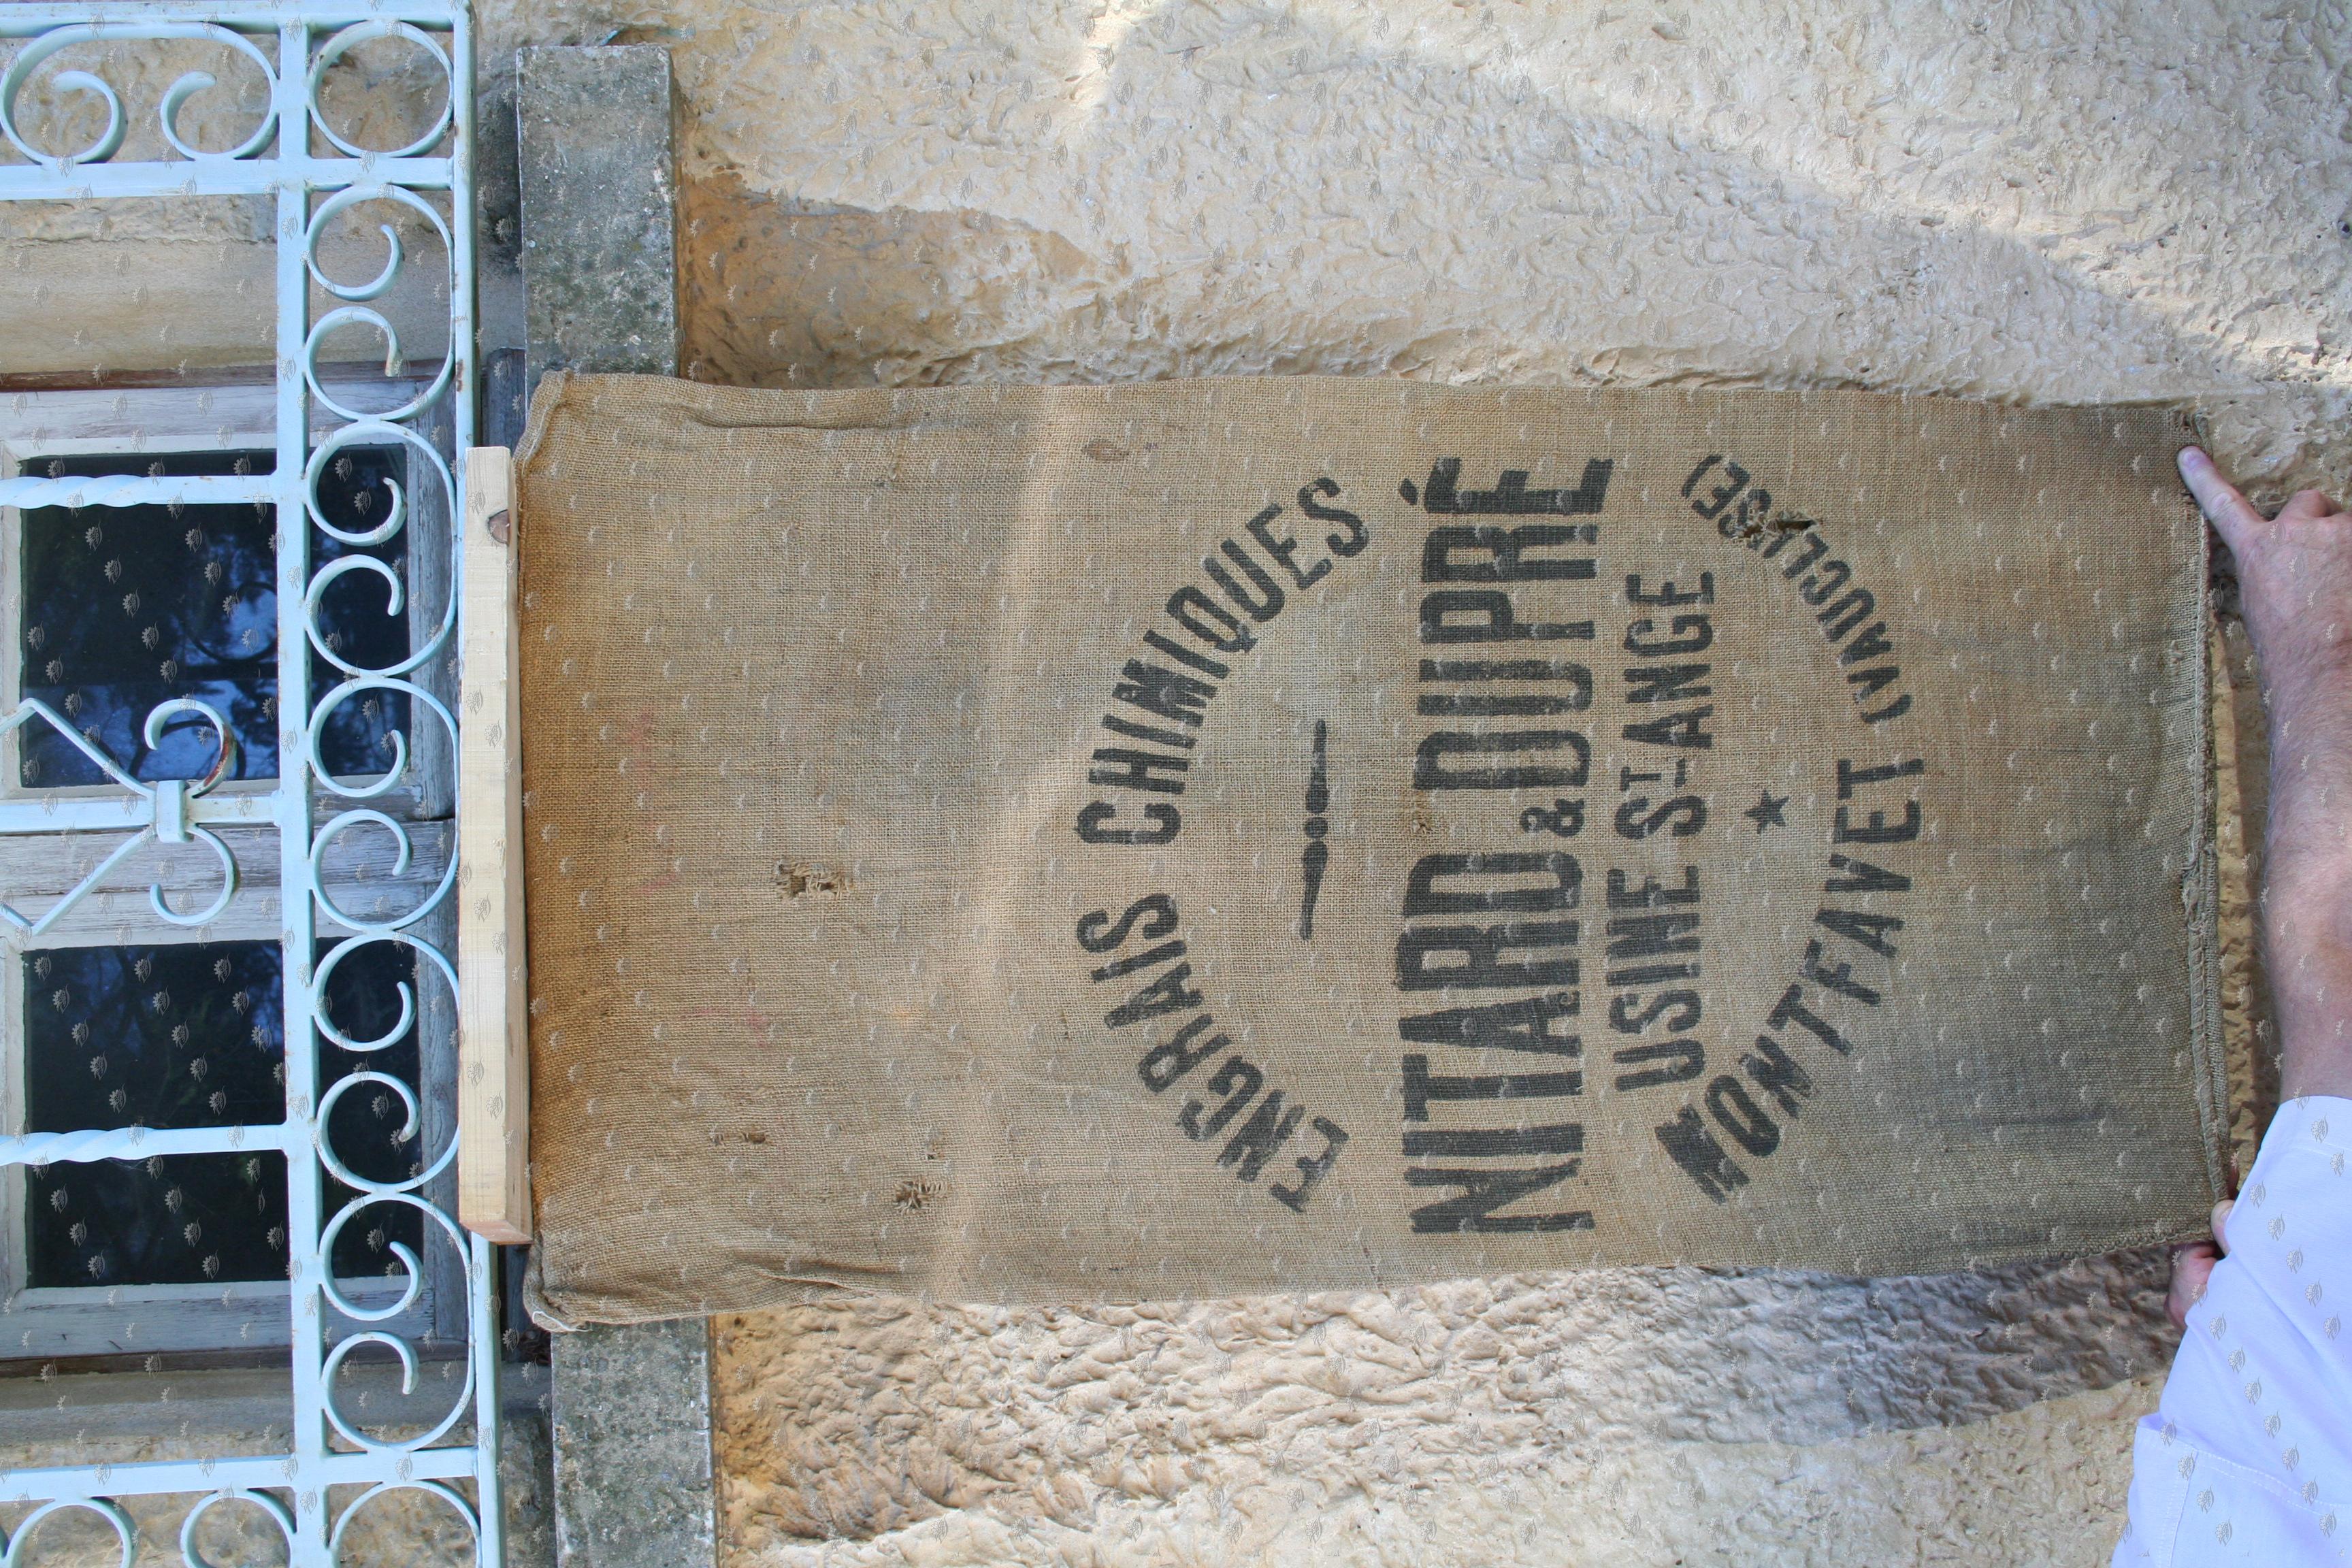 ENGRAIS CHIMIQUES
NITARD & DUPRÉ
USINE ST-ANGE
MONTFAVET (VAUCLUSE)